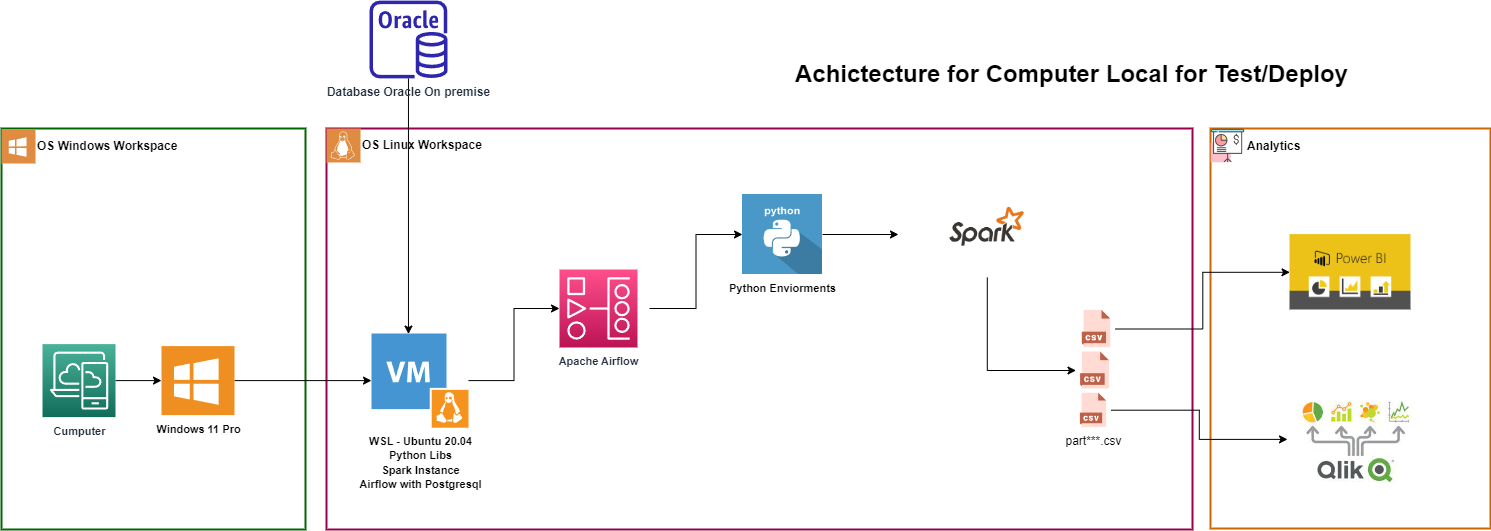 Oracle
Database Oracle On premise
Achictecture for Computer Local for Test/Deploy
OS Windows Workspace
OS Linux Workspace
$
Analytics
python
Python Enviorments
Spark
Power BI
Apache Airflow
VM
Cumputer
Windows 11 Pro
WSL - Ubuntu 20.04
Python Libs
Spark Instance
Airflow with Postgresql
CSV
CSV
CSV
part***.csv
Qlik